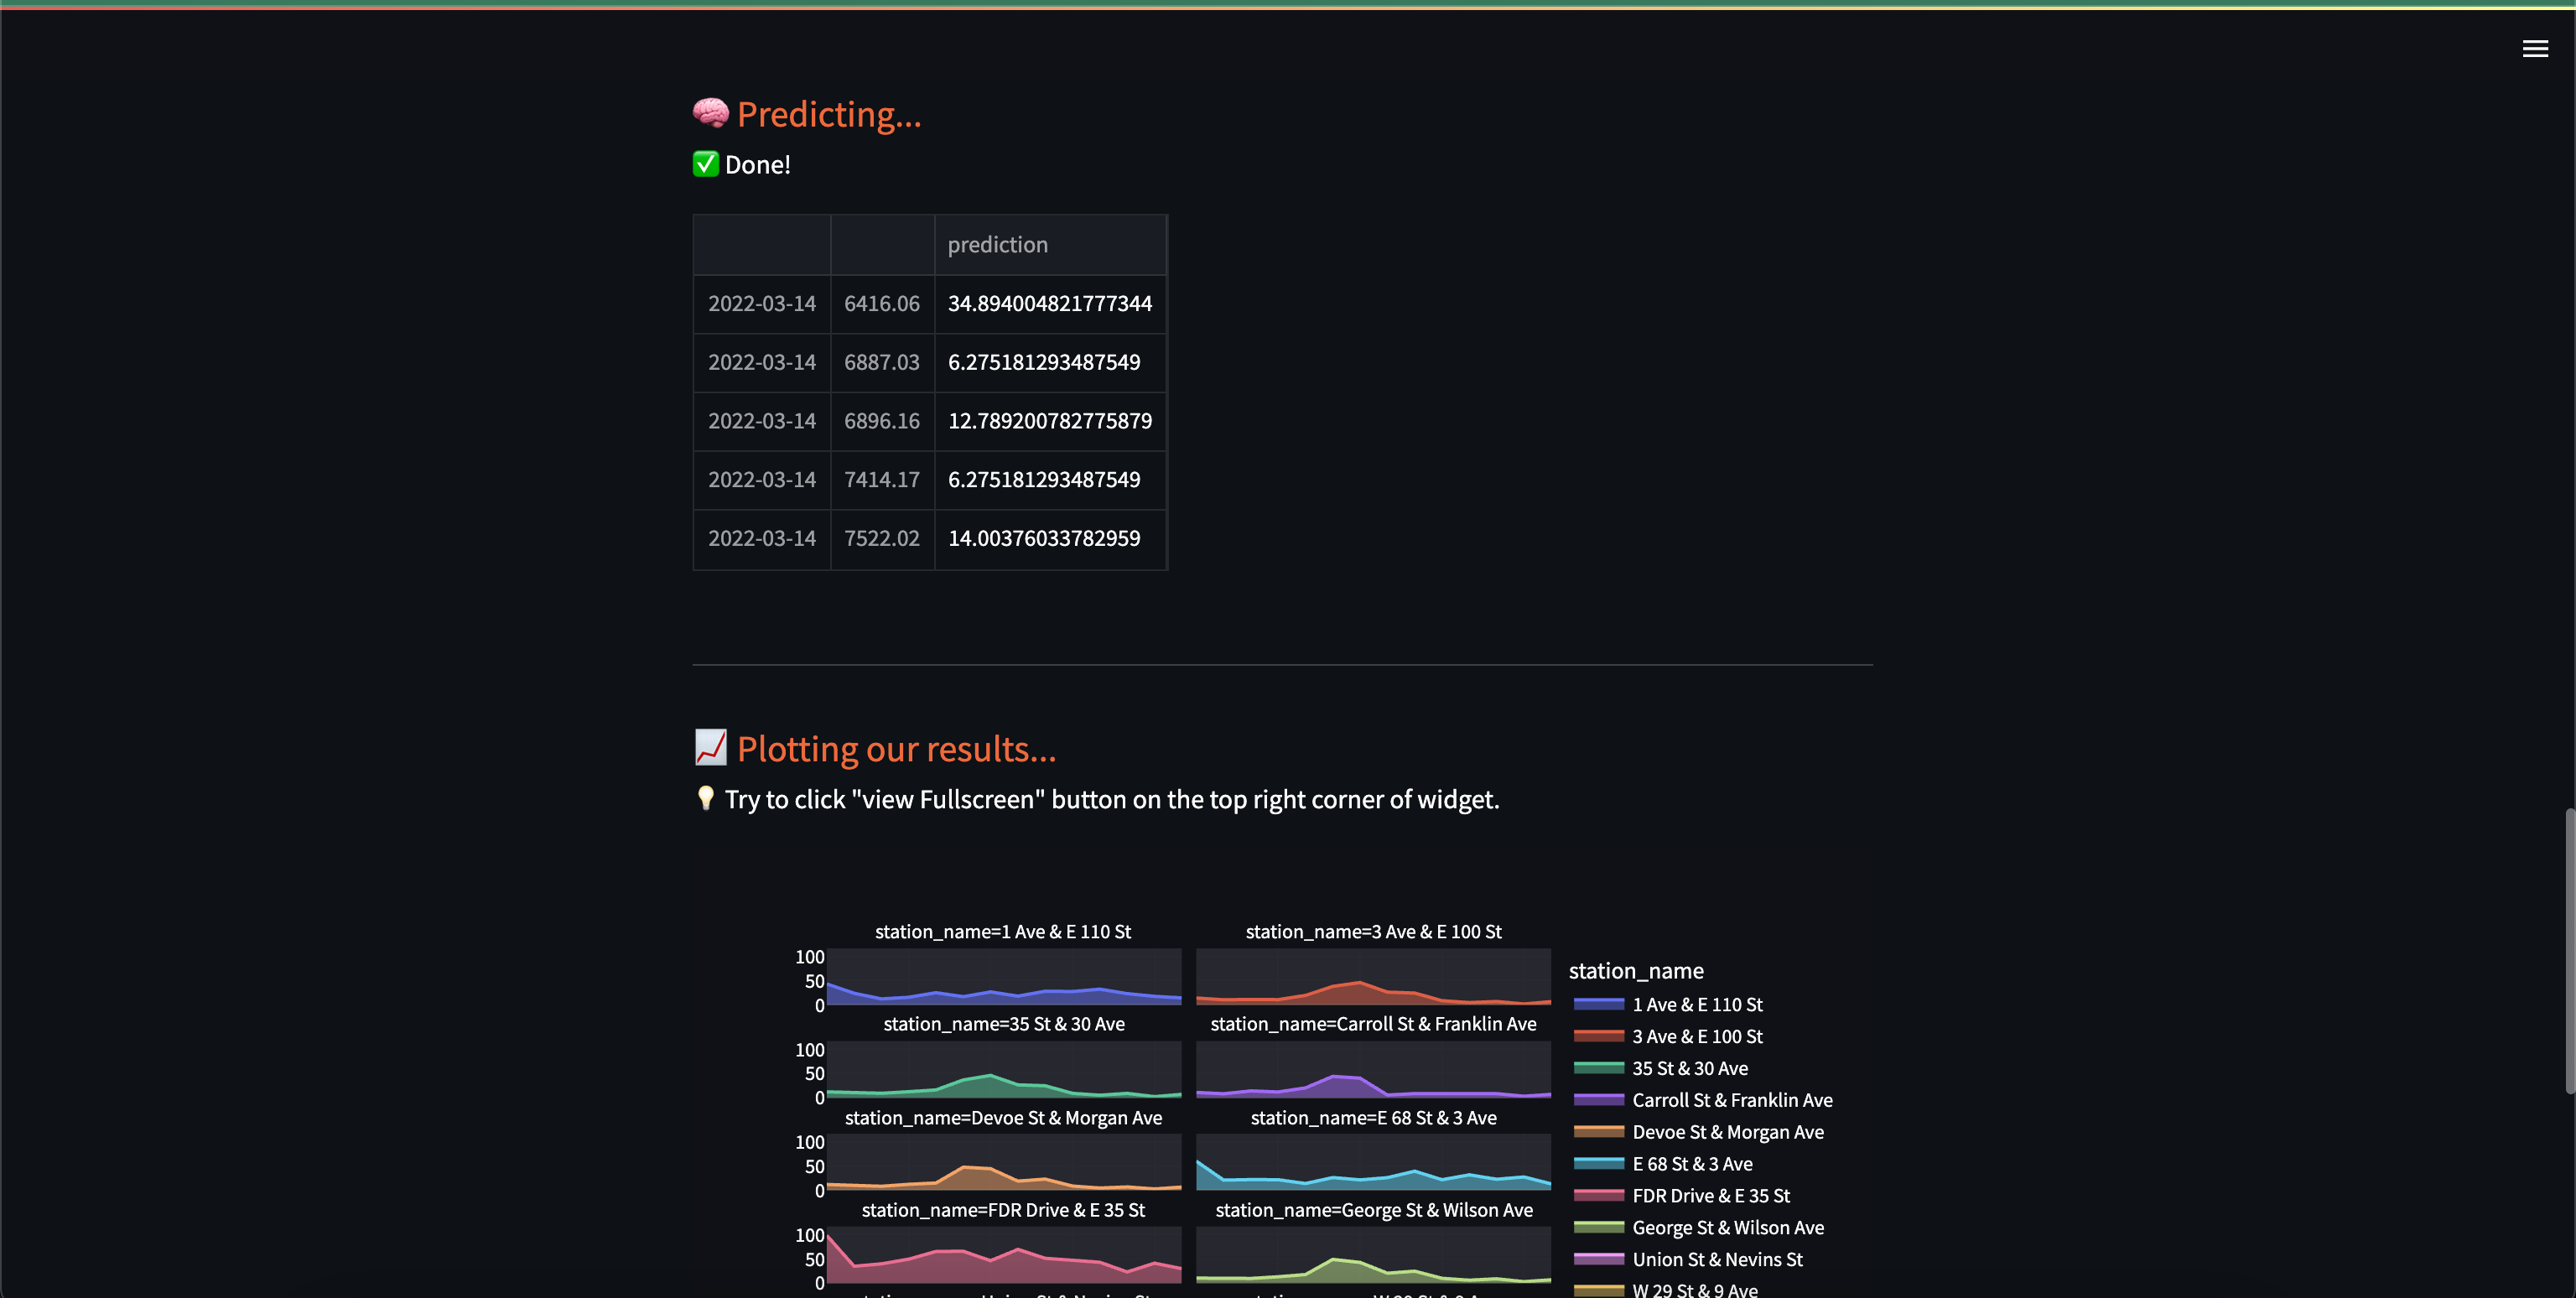 Predicting...
Done!
prediction
2022-03-14 6416.06 34.894004821777344
2022-03-14 6887.03 6.275181293487549
2022-03-14 6896.16 12.789200782775879
2022-03-14 7414.17 6.275181293487549
2022-03-14 7522.02 14.00376033782959
Plotting our results...
Try to click "view Fullscreen" button on the top right corner of widget.
station_name=1 Ave & E 110 St
100
50
0
station_name=3 Ave & E 100 St
station_name=35 St & 30 Ave
100
50
0
station_name=Carroll St & Franklin Ave
station_name=Devoe St & Morgan Ave
100
50
0
station_name=E 68 St & 3 Ave
station_name=FDR Drive & E 35 St
100
50
0
station_name=George St & Wilson Ave
station_name
1 Ave & E 110 St
3 Ave & E 100 St
35 St & 30 Ave
Carroll St & Franklin Ave
Devoe St & Morgan Ave
E 68 St & 3 Ave
FDR Drive & E 35 St
George St & Wilson Ave
Union St & Nevins St
W 29 St & 9 Ave